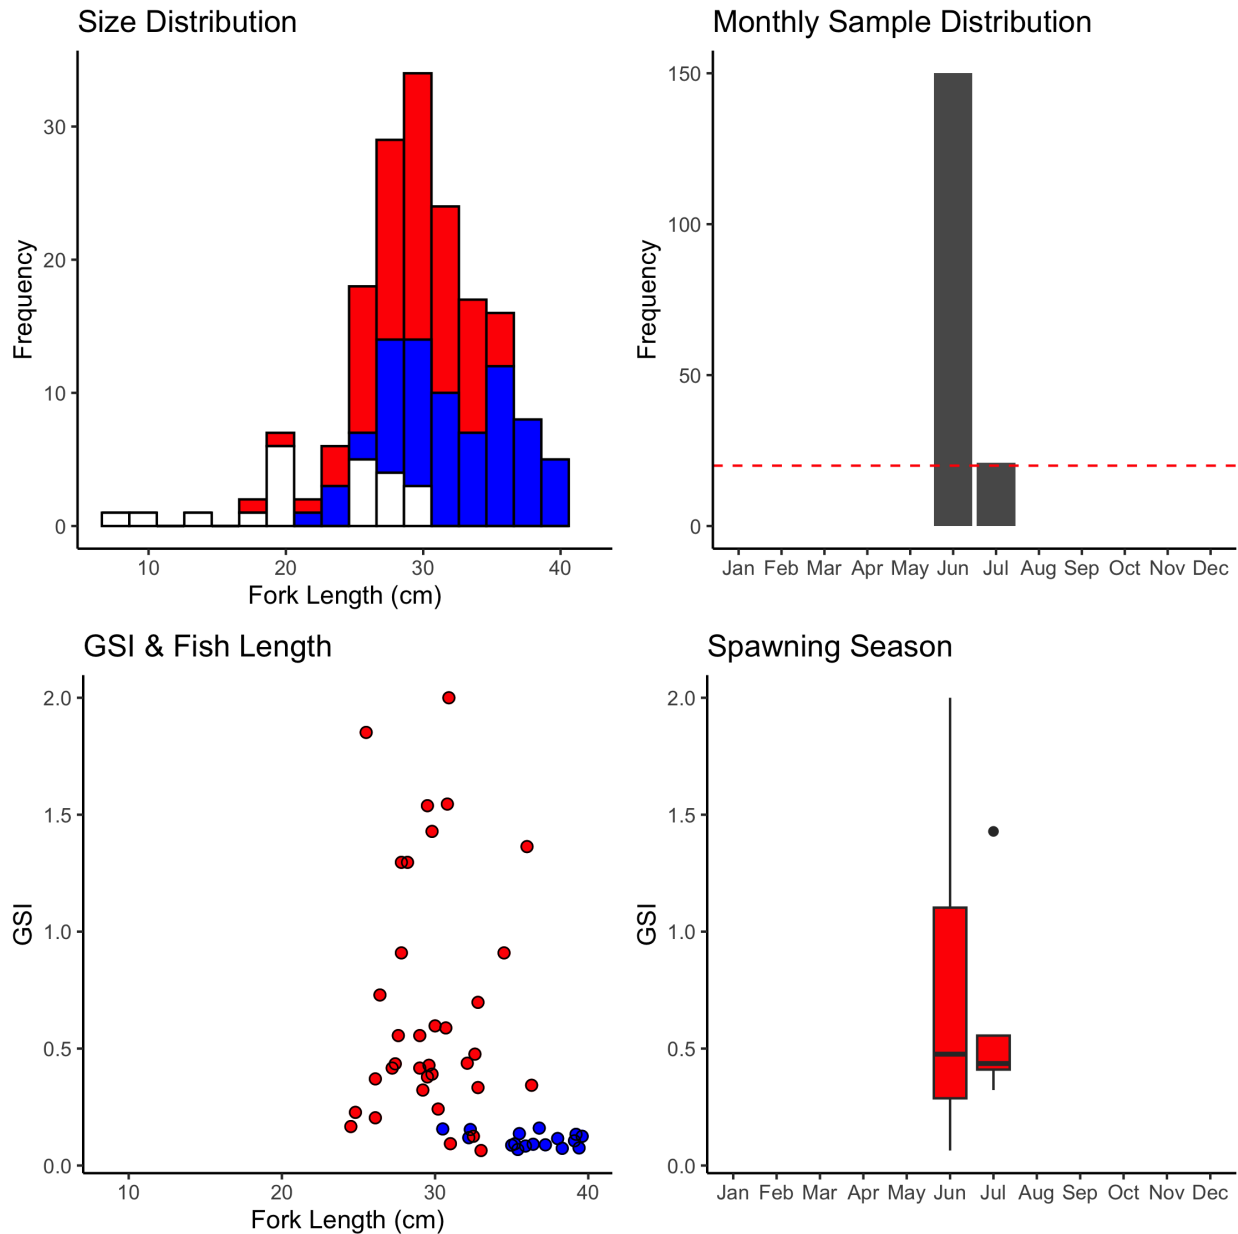 Size Distribution
Frequency
30
20
10
0
10 20 30 40
Fork Length (cm)
Monthly Sample Distribution
Frequency
150
100
50
0
Jan Feb Mar Apr May Jun Jul Aug Sep Oct Nov Dec
GSI & Fish Length
GSI
2.0
1.5
1.0
0.5
0.0
10 20 30 40
Fork Length (cm)
Spawning Season
GSI
2.0
1.5
1.0
0.5
0.0
Jan Feb Mar Apr May Jun Jul Aug Sep Oct Nov Dec